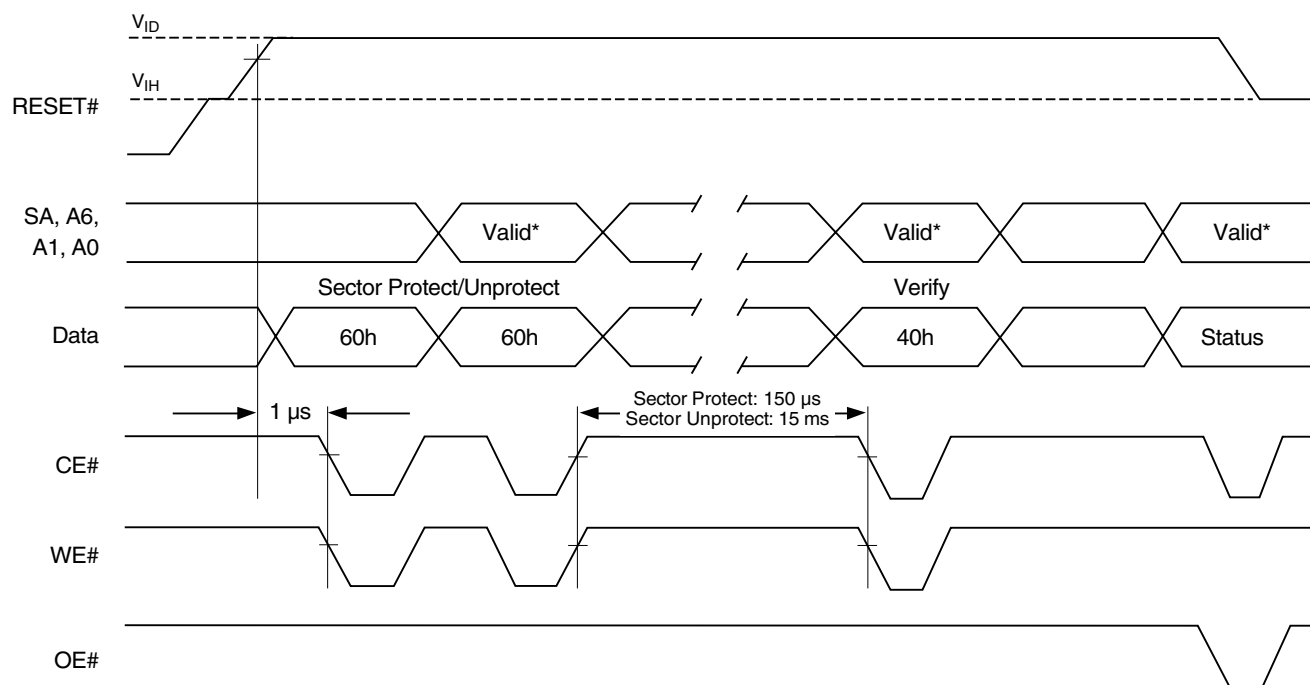 VID
VIH
RESET#
SA, A6,
A1, A0
Valid*
Valid*
Valid*
Sector Protect/Unprotect
Verify
Data
60h
60h
40h
Status
1 µs
Sector Protect: 150 µs
Sector Unprotect: 15 ms
CE#
WE#
OE#